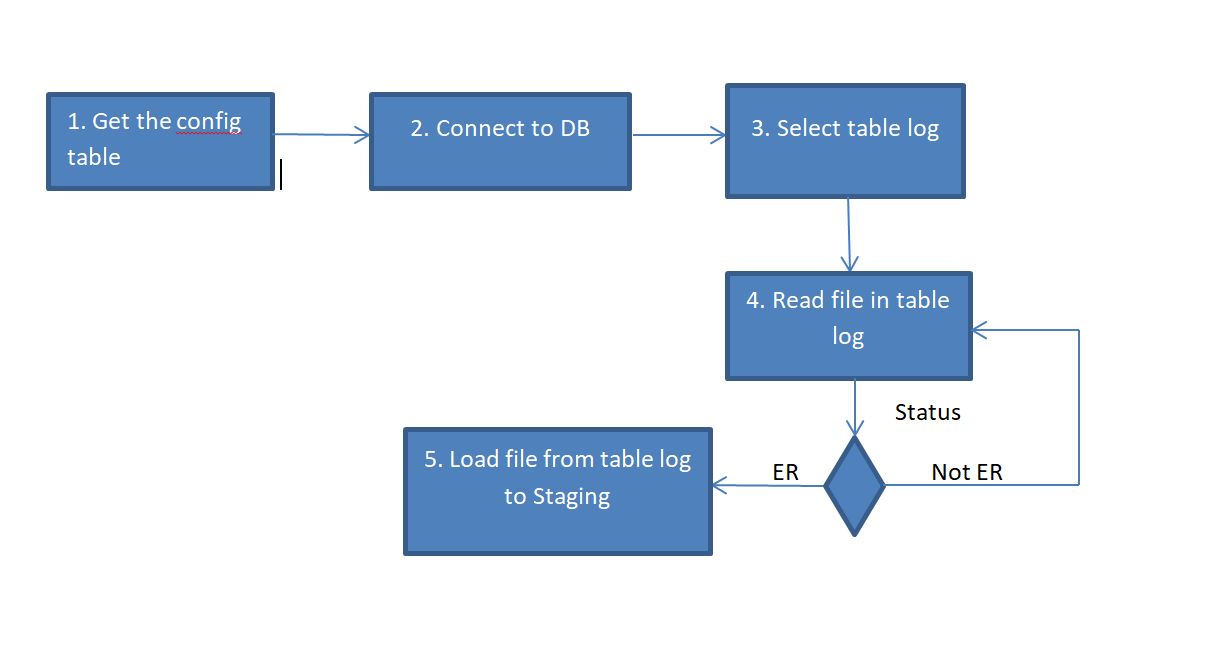 1. Get the config
table
2. Connect to DB
3. Select table log
4. Read file in table
log
Status
ER
Not ER
5. Load file from table log
to Staging